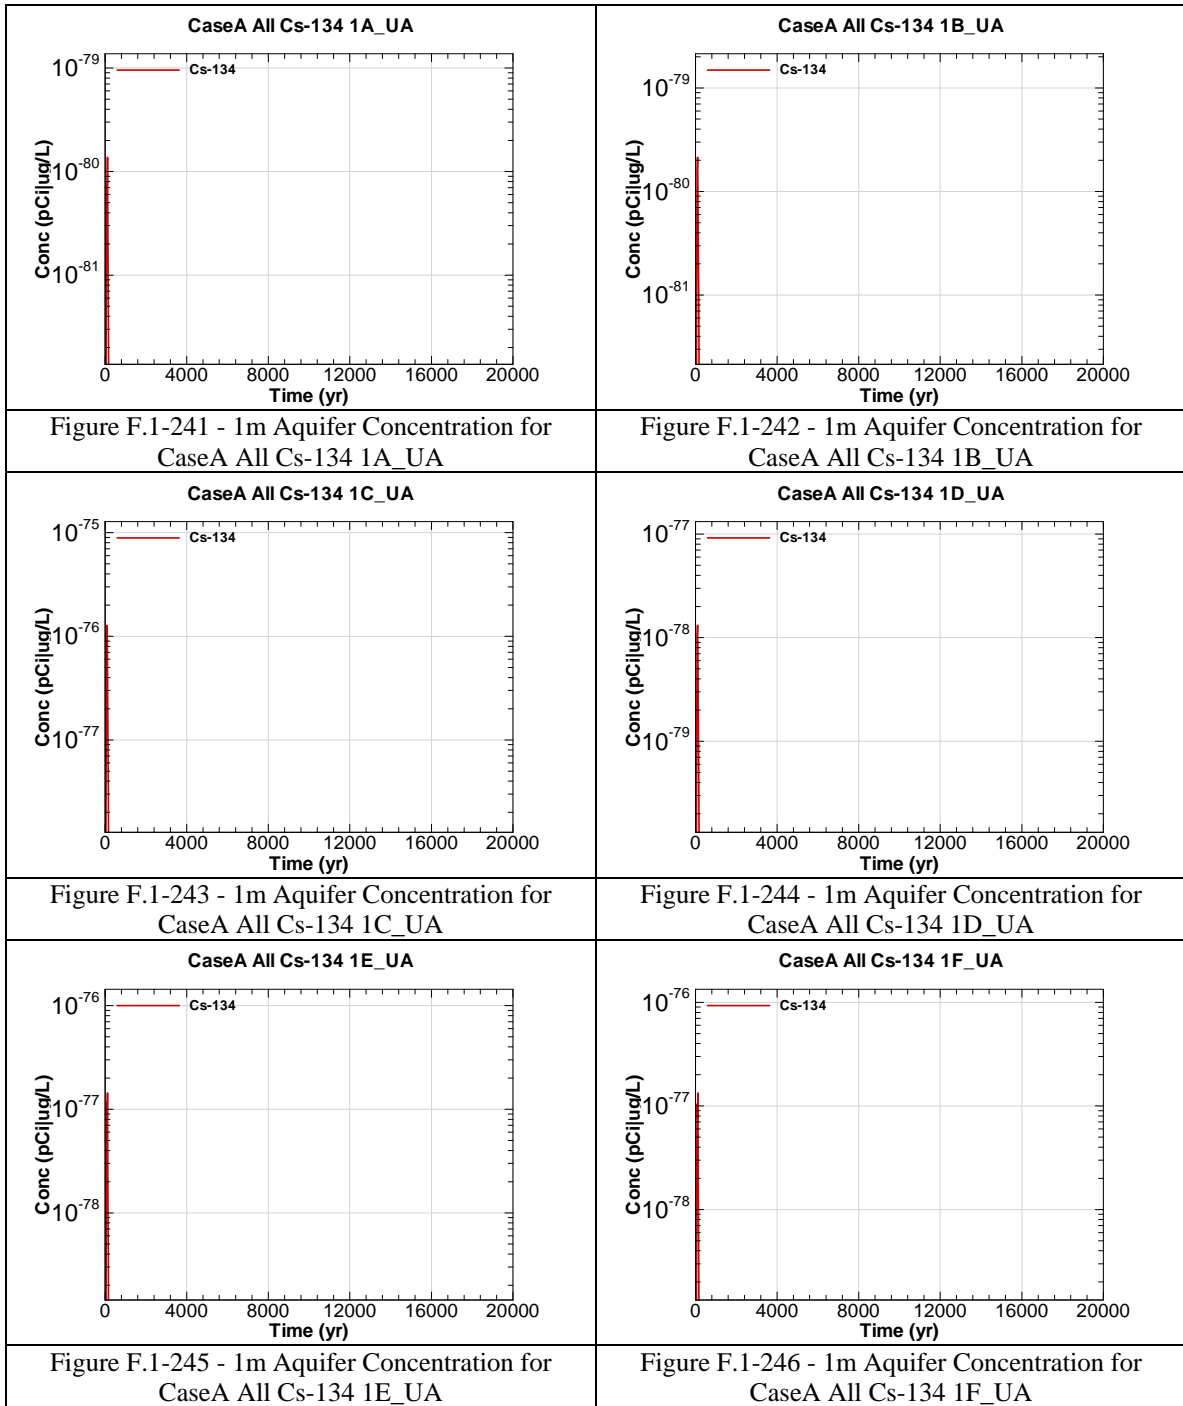 CaseA All Cs-134 1A_UA
Cs-134
10-79
10-80
10-81
Conc (pCi|ug/L)
0 4000 8000 12000 16000 20000
Time (yr)
Figure F.1-241 - 1m Aquifer Concentration for
CaseA All Cs-134 1A_UA
CaseA All Cs-134 1B_UA
Cs-134
10-79
10-80
10-81
Conc (pCi|ug/L)
0 4000 8000 12000 16000 20000
Time (yr)
Figure F.1-242 - 1m Aquifer Concentration for
CaseA All Cs-134 1B_UA
CaseA All Cs-134 1C_UA
Cs-134
10-75
10-76
10-77
Conc (pCi|ug/L)
0 4000 8000 12000 16000 20000
Time (yr)
Figure F.1-243 - 1m Aquifer Concentration for
CaseA All Cs-134 1C_UA
CaseA All Cs-134 1D_UA
Cs-134
10-77
10-78
10-79
Conc (pCi|ug/L)
0 4000 8000 12000 16000 20000
Time (yr)
Figure F.1-244 - 1m Aquifer Concentration for
CaseA All Cs-134 1D_UA
CaseA All Cs-134 1E_UA
Cs-134
10-76
10-77
10-78
Conc (pCi|ug/L)
0 4000 8000 12000 16000 20000
Time (yr)
Figure F.1-245 - 1m Aquifer Concentration for
CaseA All Cs-134 1E_UA
CaseA All Cs-134 1F_UA
Cs-134
10-76
10-77
10-78
Conc (pCi|ug/L)
0 4000 8000 12000 16000 20000
Time (yr)
Figure F.1-246 - 1m Aquifer Concentration for
CaseA All Cs-134 1F_UA